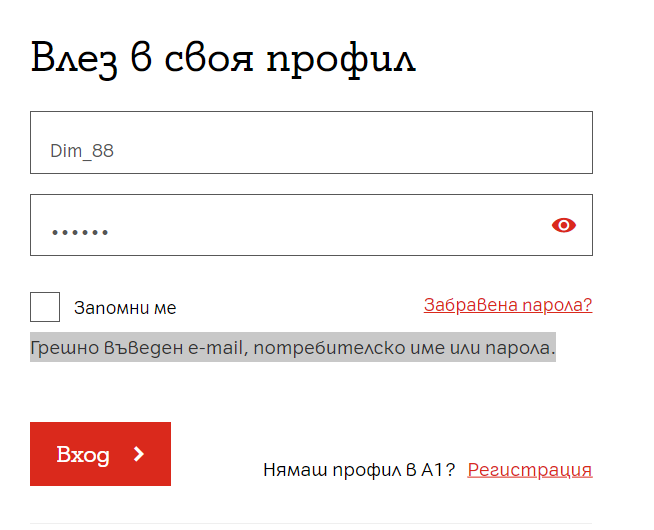 Влез в своя профил
Dim_88
••••••
Запомни ме
Забравена парола?
Грешно въведен e-mail, потребителско име или парола.
Вход
Нямаш профил в А1? Регистрация